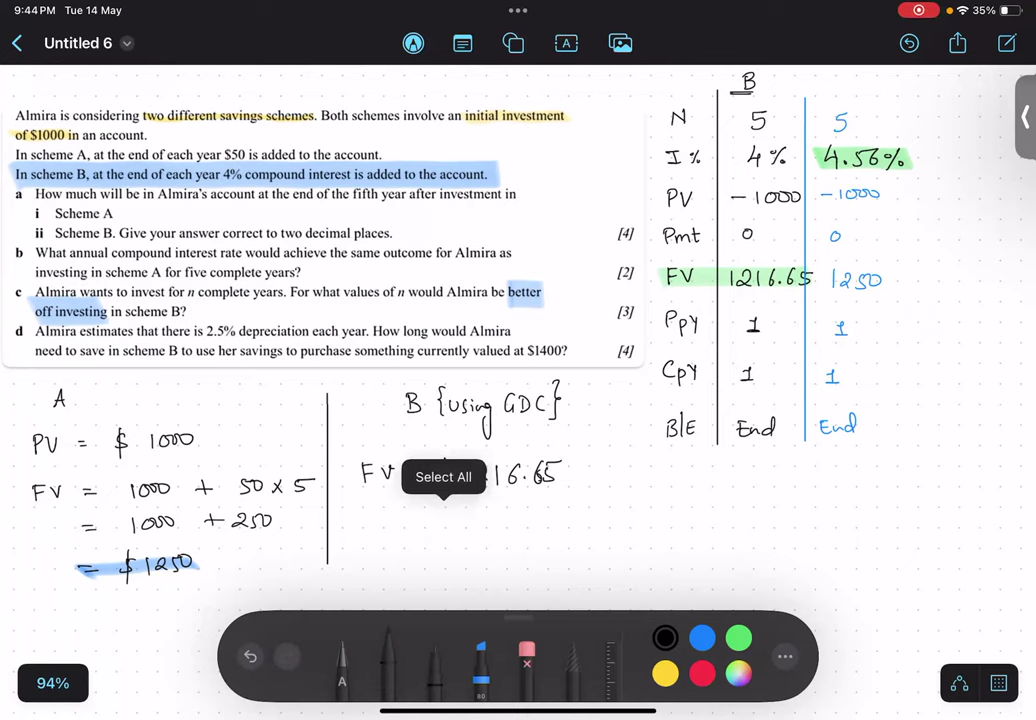 9:44 PM Tue 14 May
35%
Untitled 6
A
Almira is considering two different savings schemes. Both schemes involve an initial investment
of $1000 in an account.
In scheme A, at the end of each year $50 is added to the account.
In scheme B, at the end of each year 4% compound interest is added to the account.
a How much will be in Almira's account at the end of the fifth year after investment in
i Scheme A
ii Scheme B. Give your answer correct to two decimal places. [4]
b What annual compound interest rate would achieve the same outcome for Almira as
investing in scheme A for five complete years? [2]
c Almira wants to invest for n complete years. For what values of n would Almira be better
off investing in scheme B? [3]
d Almira estimates that there is 2.5% depreciation each year. How long would Almira
need to save in scheme B to use her savings to purchase something currently valued at $1400? [4]
B
N 5 5
I% 4% 4.56%
PV -1000 -1000
Pmt 0 0
FV 1216.65 1250
PpY 1 1
CpY 1 1
B/E End End
A
PV = $ 1000
FV = 1000 + 50 × 5
= 1000 + 250
= $1250
B {using GDC}
FV 16.65
Select All
A
80
94%